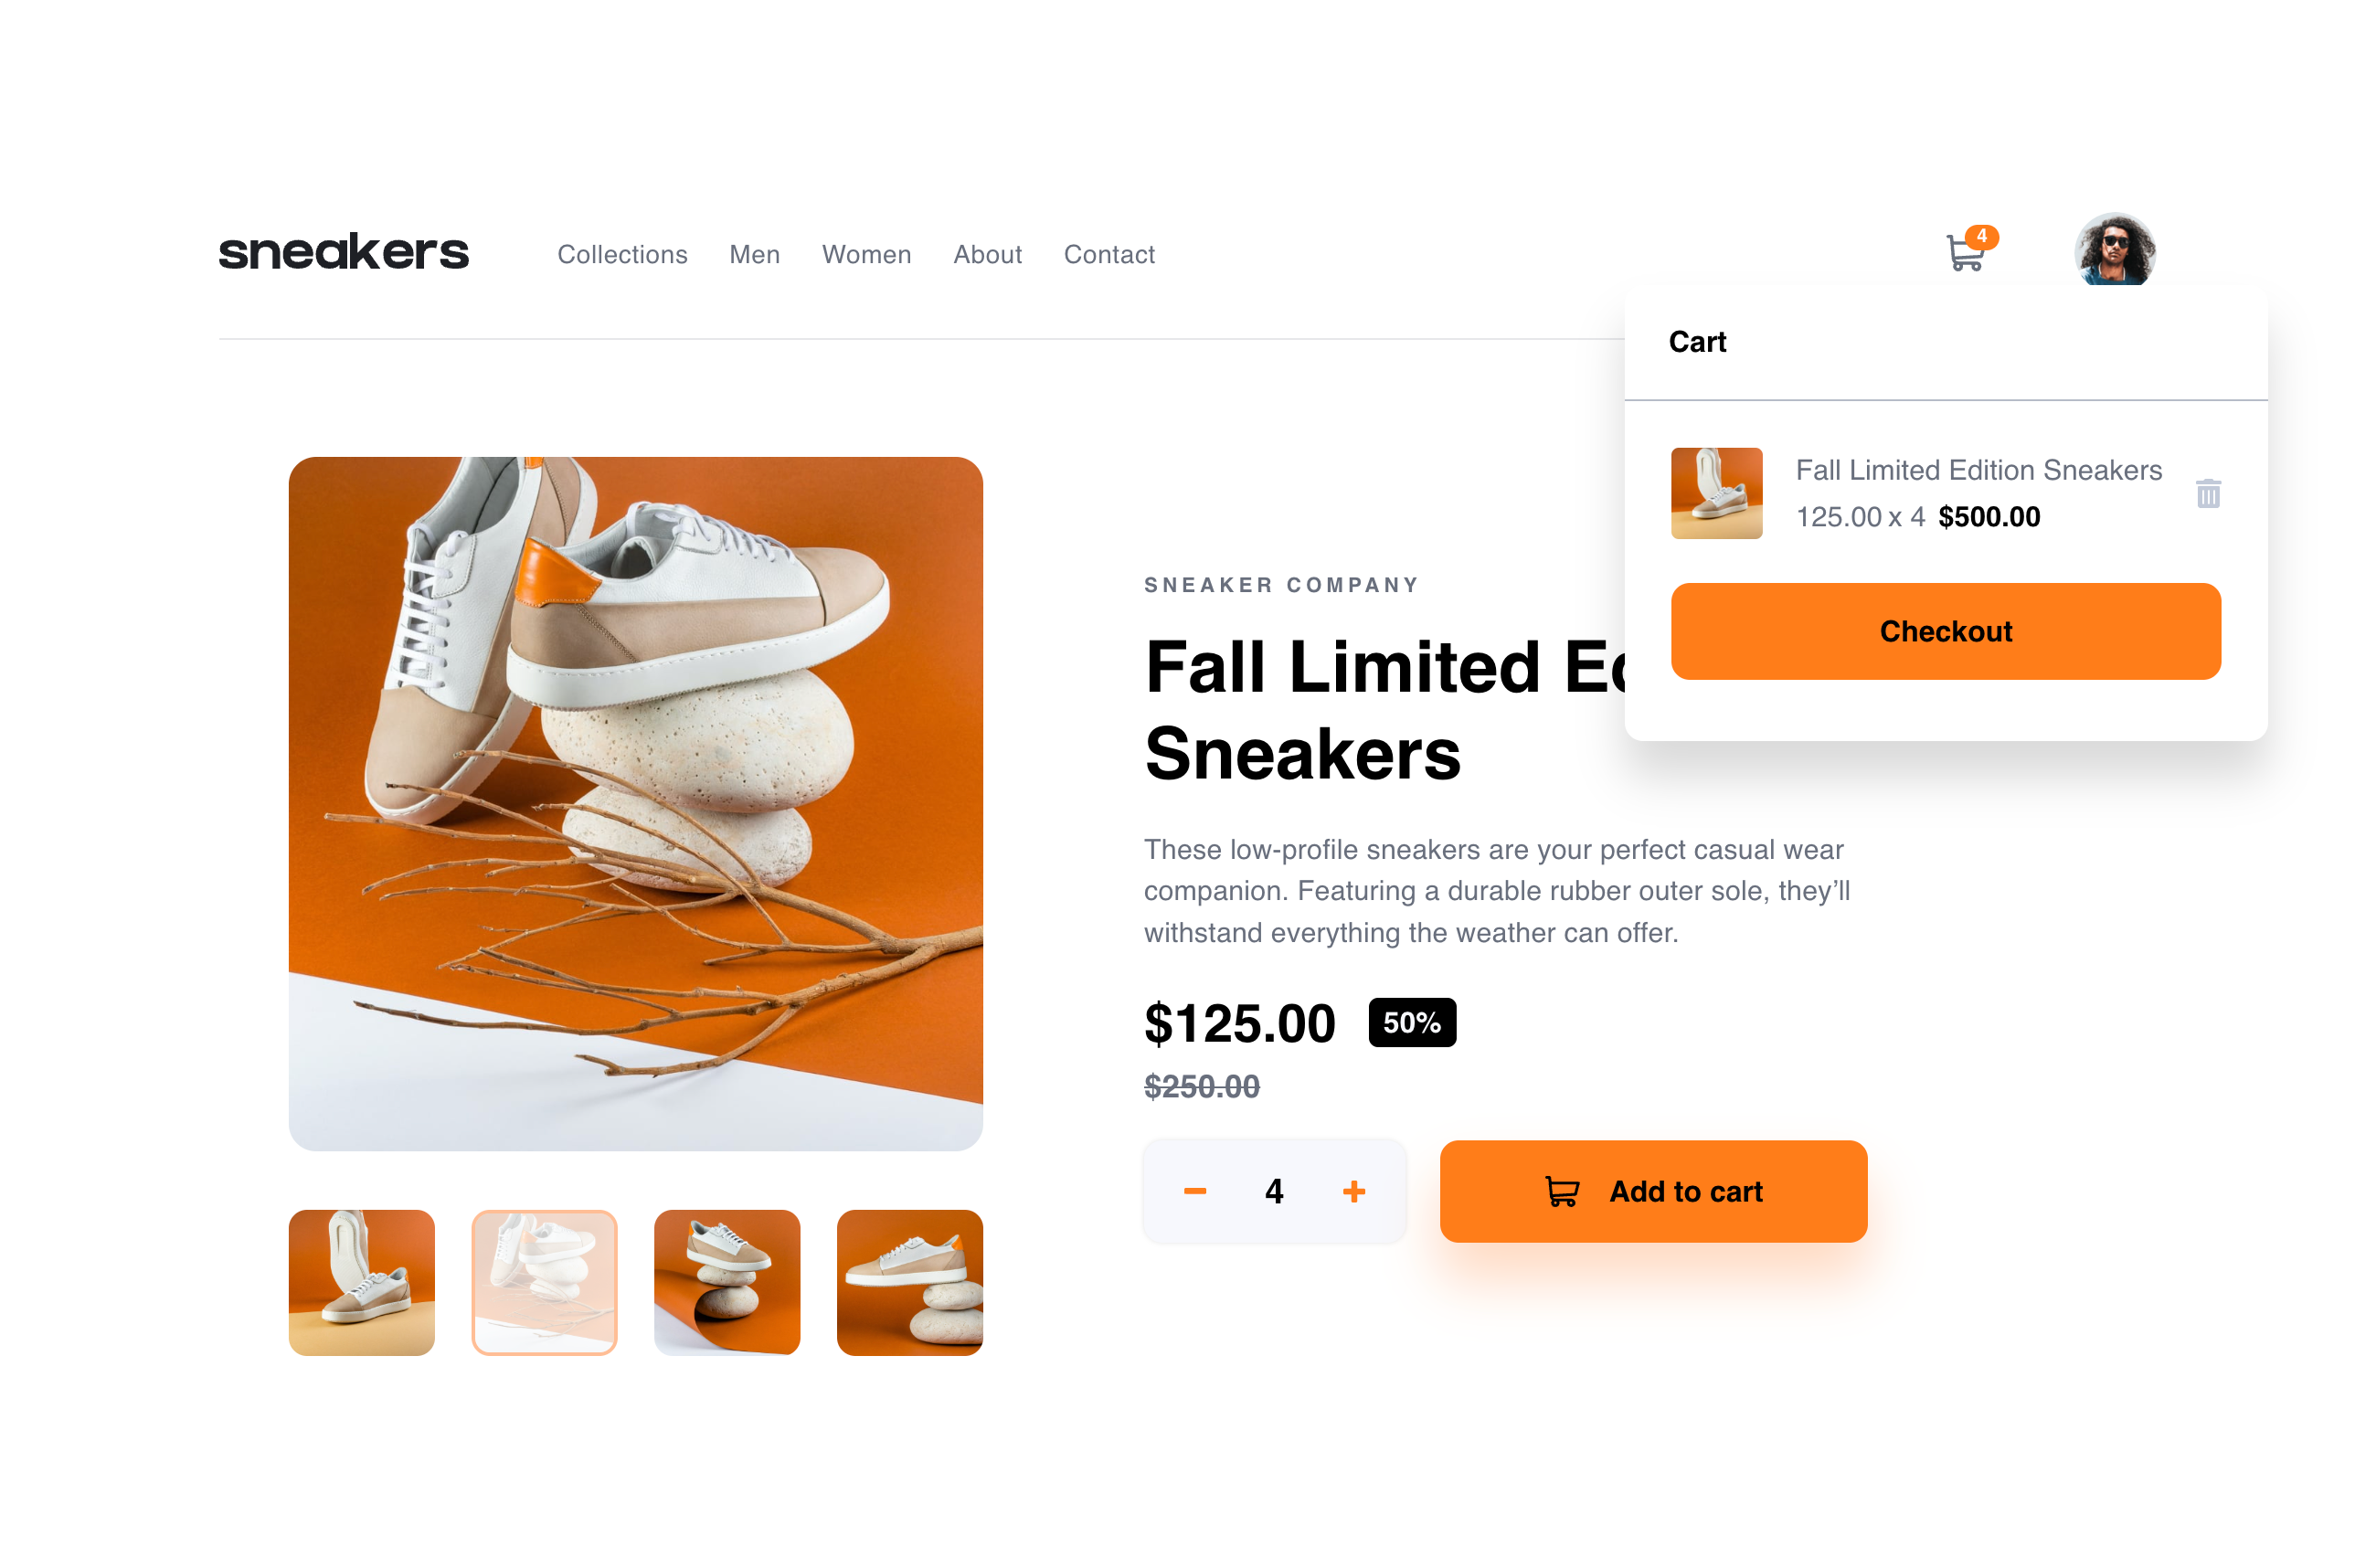 sneakers
Collections
Men
Women
About
Contact
4
Cart
Fall Limited Edition Sneakers
125.00 x 4 $500.00
Checkout
SNEAKER COMPANY
Fall Limited
Sneakers
These low-profile sneakers are your perfect casual wear
companion. Featuring a durable rubber outer sole, they’ll
withstand everything the weather can offer.
$125.00 50%
$250.00
4
Add to cart